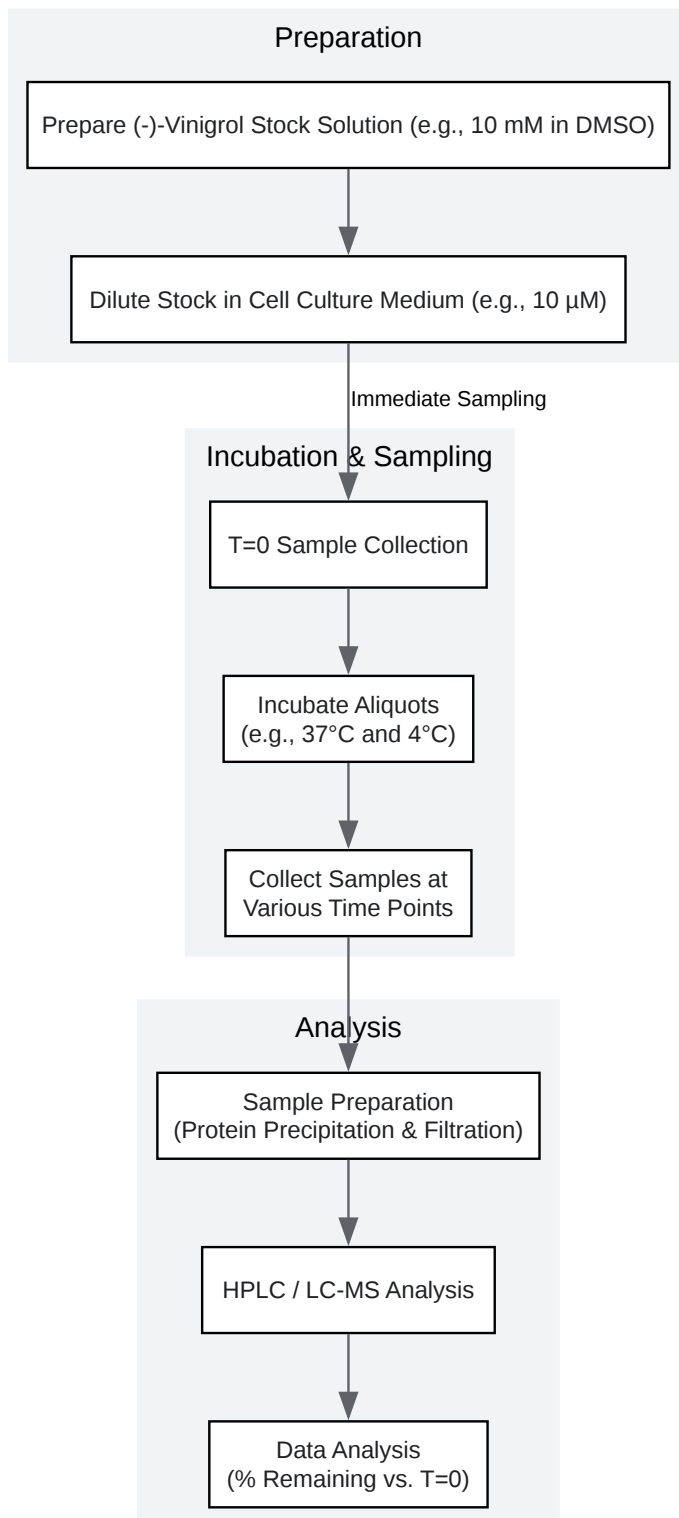 Preparation
Prepare (-)-Vinigrol Stock Solution (e.g., 10 mM in DMSO)
Dilute Stock in Cell Culture Medium (e.g., 10 µM)
Immediate Sampling
Incubation & Sampling
T=0 Sample Collection
Incubate Aliquots
(e.g., 37°C and 4°C)
Collect Samples at
Various Time Points
Analysis
Sample Preparation
(Protein Precipitation & Filtration)
HPLC / LC-MS Analysis
Data Analysis
(% Remaining vs. T=0)